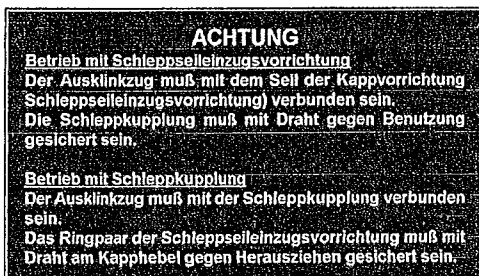 ACHTUNG
Betrieb mit Schleppseileinzugsvorrichtung
Der Ausklinkzug muß mit dem Seil der Kappvorrichtung
Schleppseileinzugsvorrichtung) verbunden sein.
Die Schleppkupplung muß mit Draht gegen Benutzung
gesichert sein.
Betrieb mit Schleppkupplung
Der Ausklinkzug muß mit der Schleppkupplung verbunden
sein.
Das Ringpaar der Schleppseileinzugsvorrichtung muß mit
Draht am Kapphebel gegen Herausziehen gesichert sein.